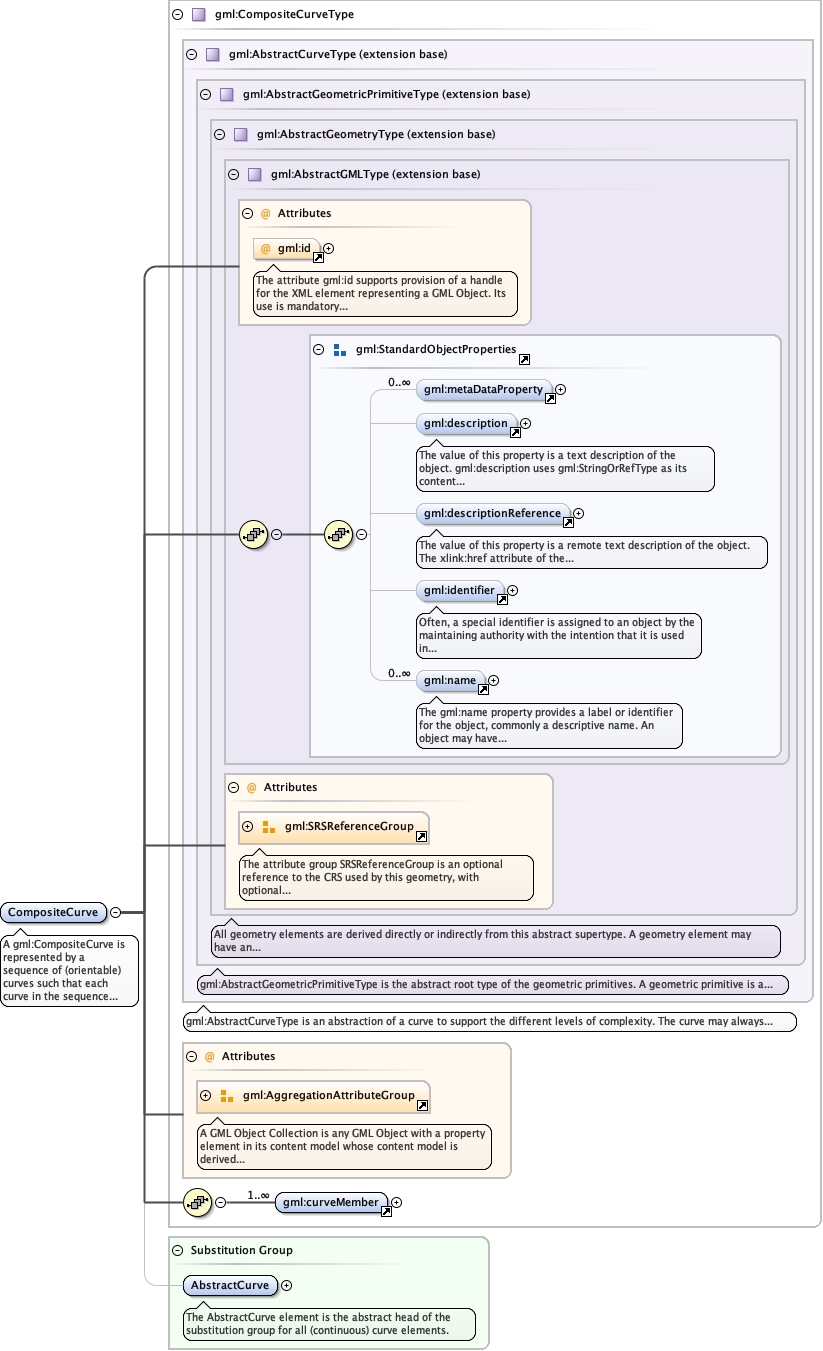 gml:CompositeCurveType
gml:AbstractCurveType (extension base)
gml:AbstractGeometricPrimitiveType (extension base)
gml:AbstractGeometryType (extension base)
gml:AbstractGMLType (extension base)
@ Attributes
@ gml:id
The attribute gml:id supports provision of a handle
for the XML element representing a GML Object. Its
use is mandatory...
gml:StandardObjectProperties
0..∞
gml:metaDataProperty
gml:description
The value of this property is a text description of the
object. gml:description uses gml:StringOrRefType as its
content...
gml:descriptionReference
The value of this property is a remote text description of the object.
The xlink:href attribute of the...
gml:identifier
Often, a special identifier is assigned to an object by the
maintaining authority with the intention that it is used
in...
0..∞
gml:name
The gml:name property provides a label or identifier
for the object, commonly a descriptive name. An
object may have...
@ Attributes
gml:SRSReferenceGroup
The attribute group SRSReferenceGroup is an optional
reference to the CRS used by this geometry, with
optional...
CompositeCurve
A gml:CompositeCurve is
represented by a
sequence of (orientable)
curves such that each
curve in the sequence...
All geometry elements are derived directly or indirectly from this abstract supertype. A geometry element may
have an...
gml:AbstractGeometricPrimitiveType is the abstract root type of the geometric primitives. A geometric primitive is a...
gml:AbstractCurveType is an abstraction of a curve to support the different levels of complexity. The curve may always...
@ Attributes
gml:AggregationAttributeGroup
A GML Object Collection is any GML Object with a property
element in its content model whose content model is
derived...
1..∞
gml:curveMember
Substitution Group
AbstractCurve
The AbstractCurve element is the abstract head of the
substitution group for all (continuous) curve elements.